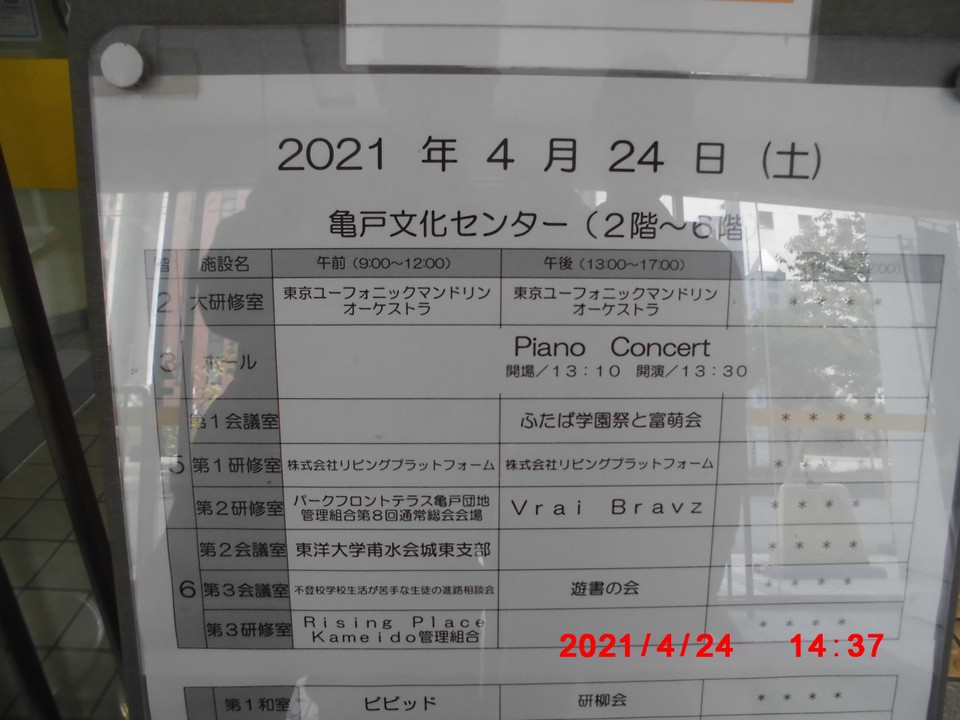 2021 年 4 月 24 日 (土)
亀戸文化センター（2階～6階
階 施設名 午前（9:00～12:00） 午後（13:00～17:00）
2 大研修室 東京ユーフォニックマンドリン 東京ユーフォニックマンドリン * * * *
オーケストラ オーケストラ
3 ホール Piano Concert
開場／13：10 開演／13：30
第1会議室 ふたば学園祭と富萌会 * * * *
5 第1研修室 株式会社リビングプラットフォーム 株式会社リビングプラットフォーム * * * *
第2研修室 パークフロントテラス亀戸団地 Vrai Bravz * * * *
管理組合第8回通常総会会場
第2会議室 東洋大学甫水会城東支部 * * * *
6 第3会議室 不登校学校生活が苦手な生徒の進路相談会 遊書の会 * * * *
第3研修室 Rising Place * * * *
Kameido管理組合
2021/4/24 14:37
第1和室 ビビッド 研柳会 * * * *